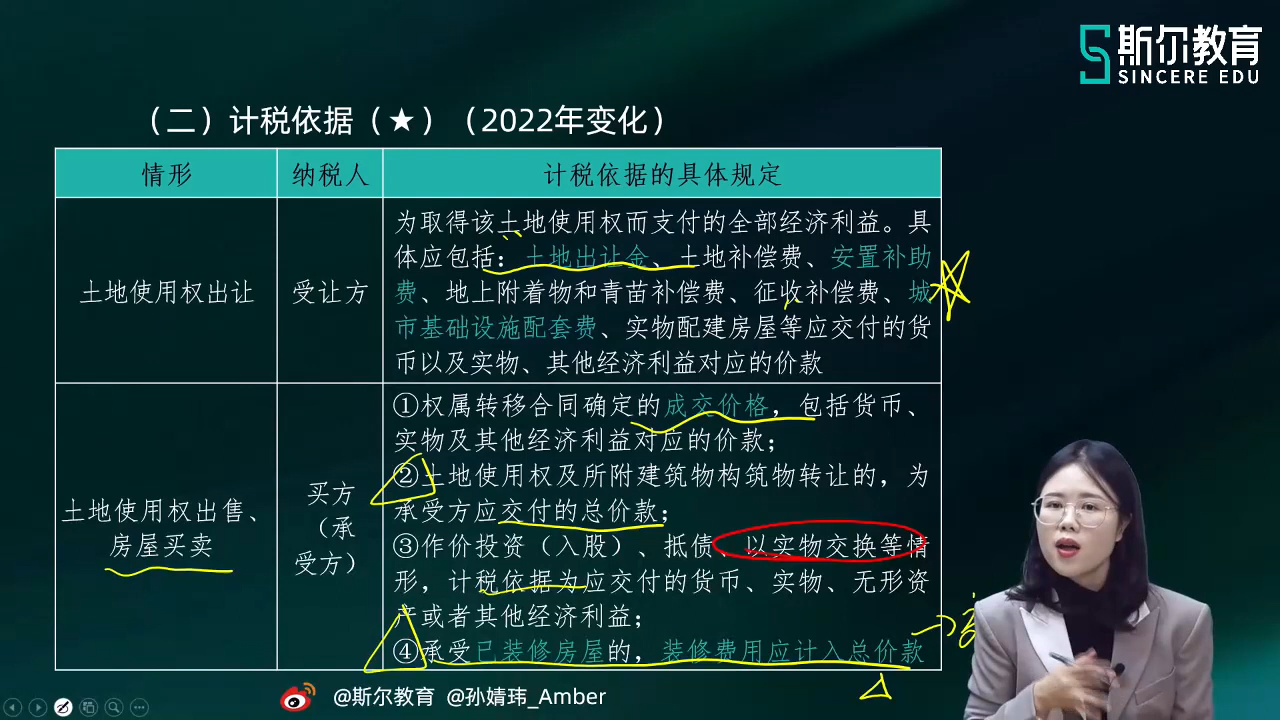 斯尔教育
SINCERE EDU
（二）计税依据（★）（2022年变化）
情形
纳税人
计税依据的具体规定
土地使用权出让
受让方
为取得该土地使用权而支付的全部经济利益。具
体应包括：土地出让金、土地补偿费、安置补助
费、地上附着物和青苗补偿费、征收补偿费、城
市基础设施配套费、实物配建房屋等应交付的货
币以及实物、其他经济利益对应的价款
土地使用权出售、
房屋买卖
买方
（承
受方）
①权属转移合同确定的成交价格，包括货币、
实物及其他经济利益对应的价款；
②土地使用权及所附建筑物构筑物转让的，为
承受方应交付的总价款；
③作价投资（入股）、抵债、以实物交换等情
形，计税依据为应交付的货币、实物、无形资
产或者其他经济利益；
④承受已装修房屋的，装修费用应计入总价款
@斯尔教育 @孙婧玮_Amber